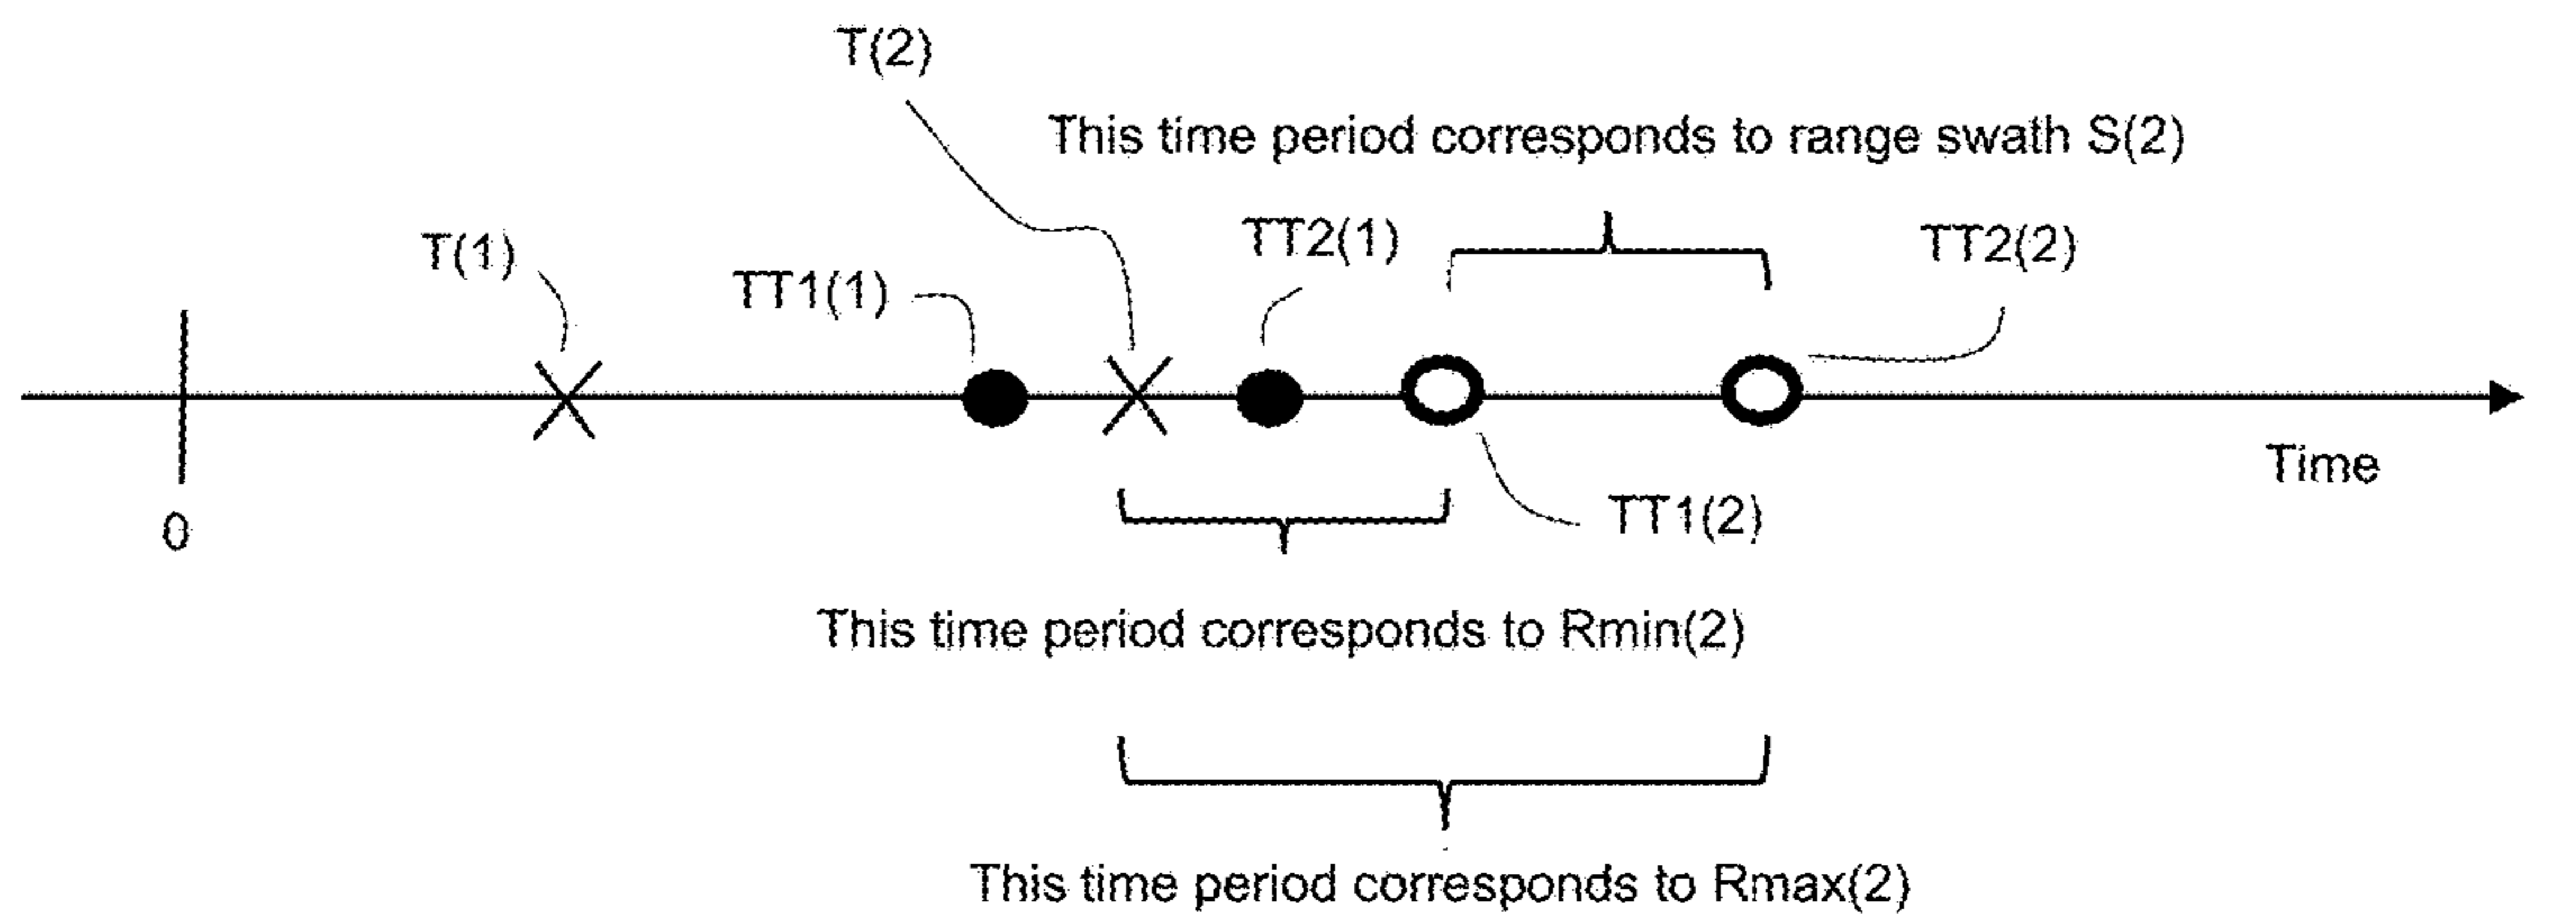 T(2)
This time period corresponds to range swath S(2)
T(1)
TT1(1)
TT2(1)
TT2(2)
Time
0
TT1(2)
This time period corresponds to Rmin(2)
This time period corresponds to Rmax(2)